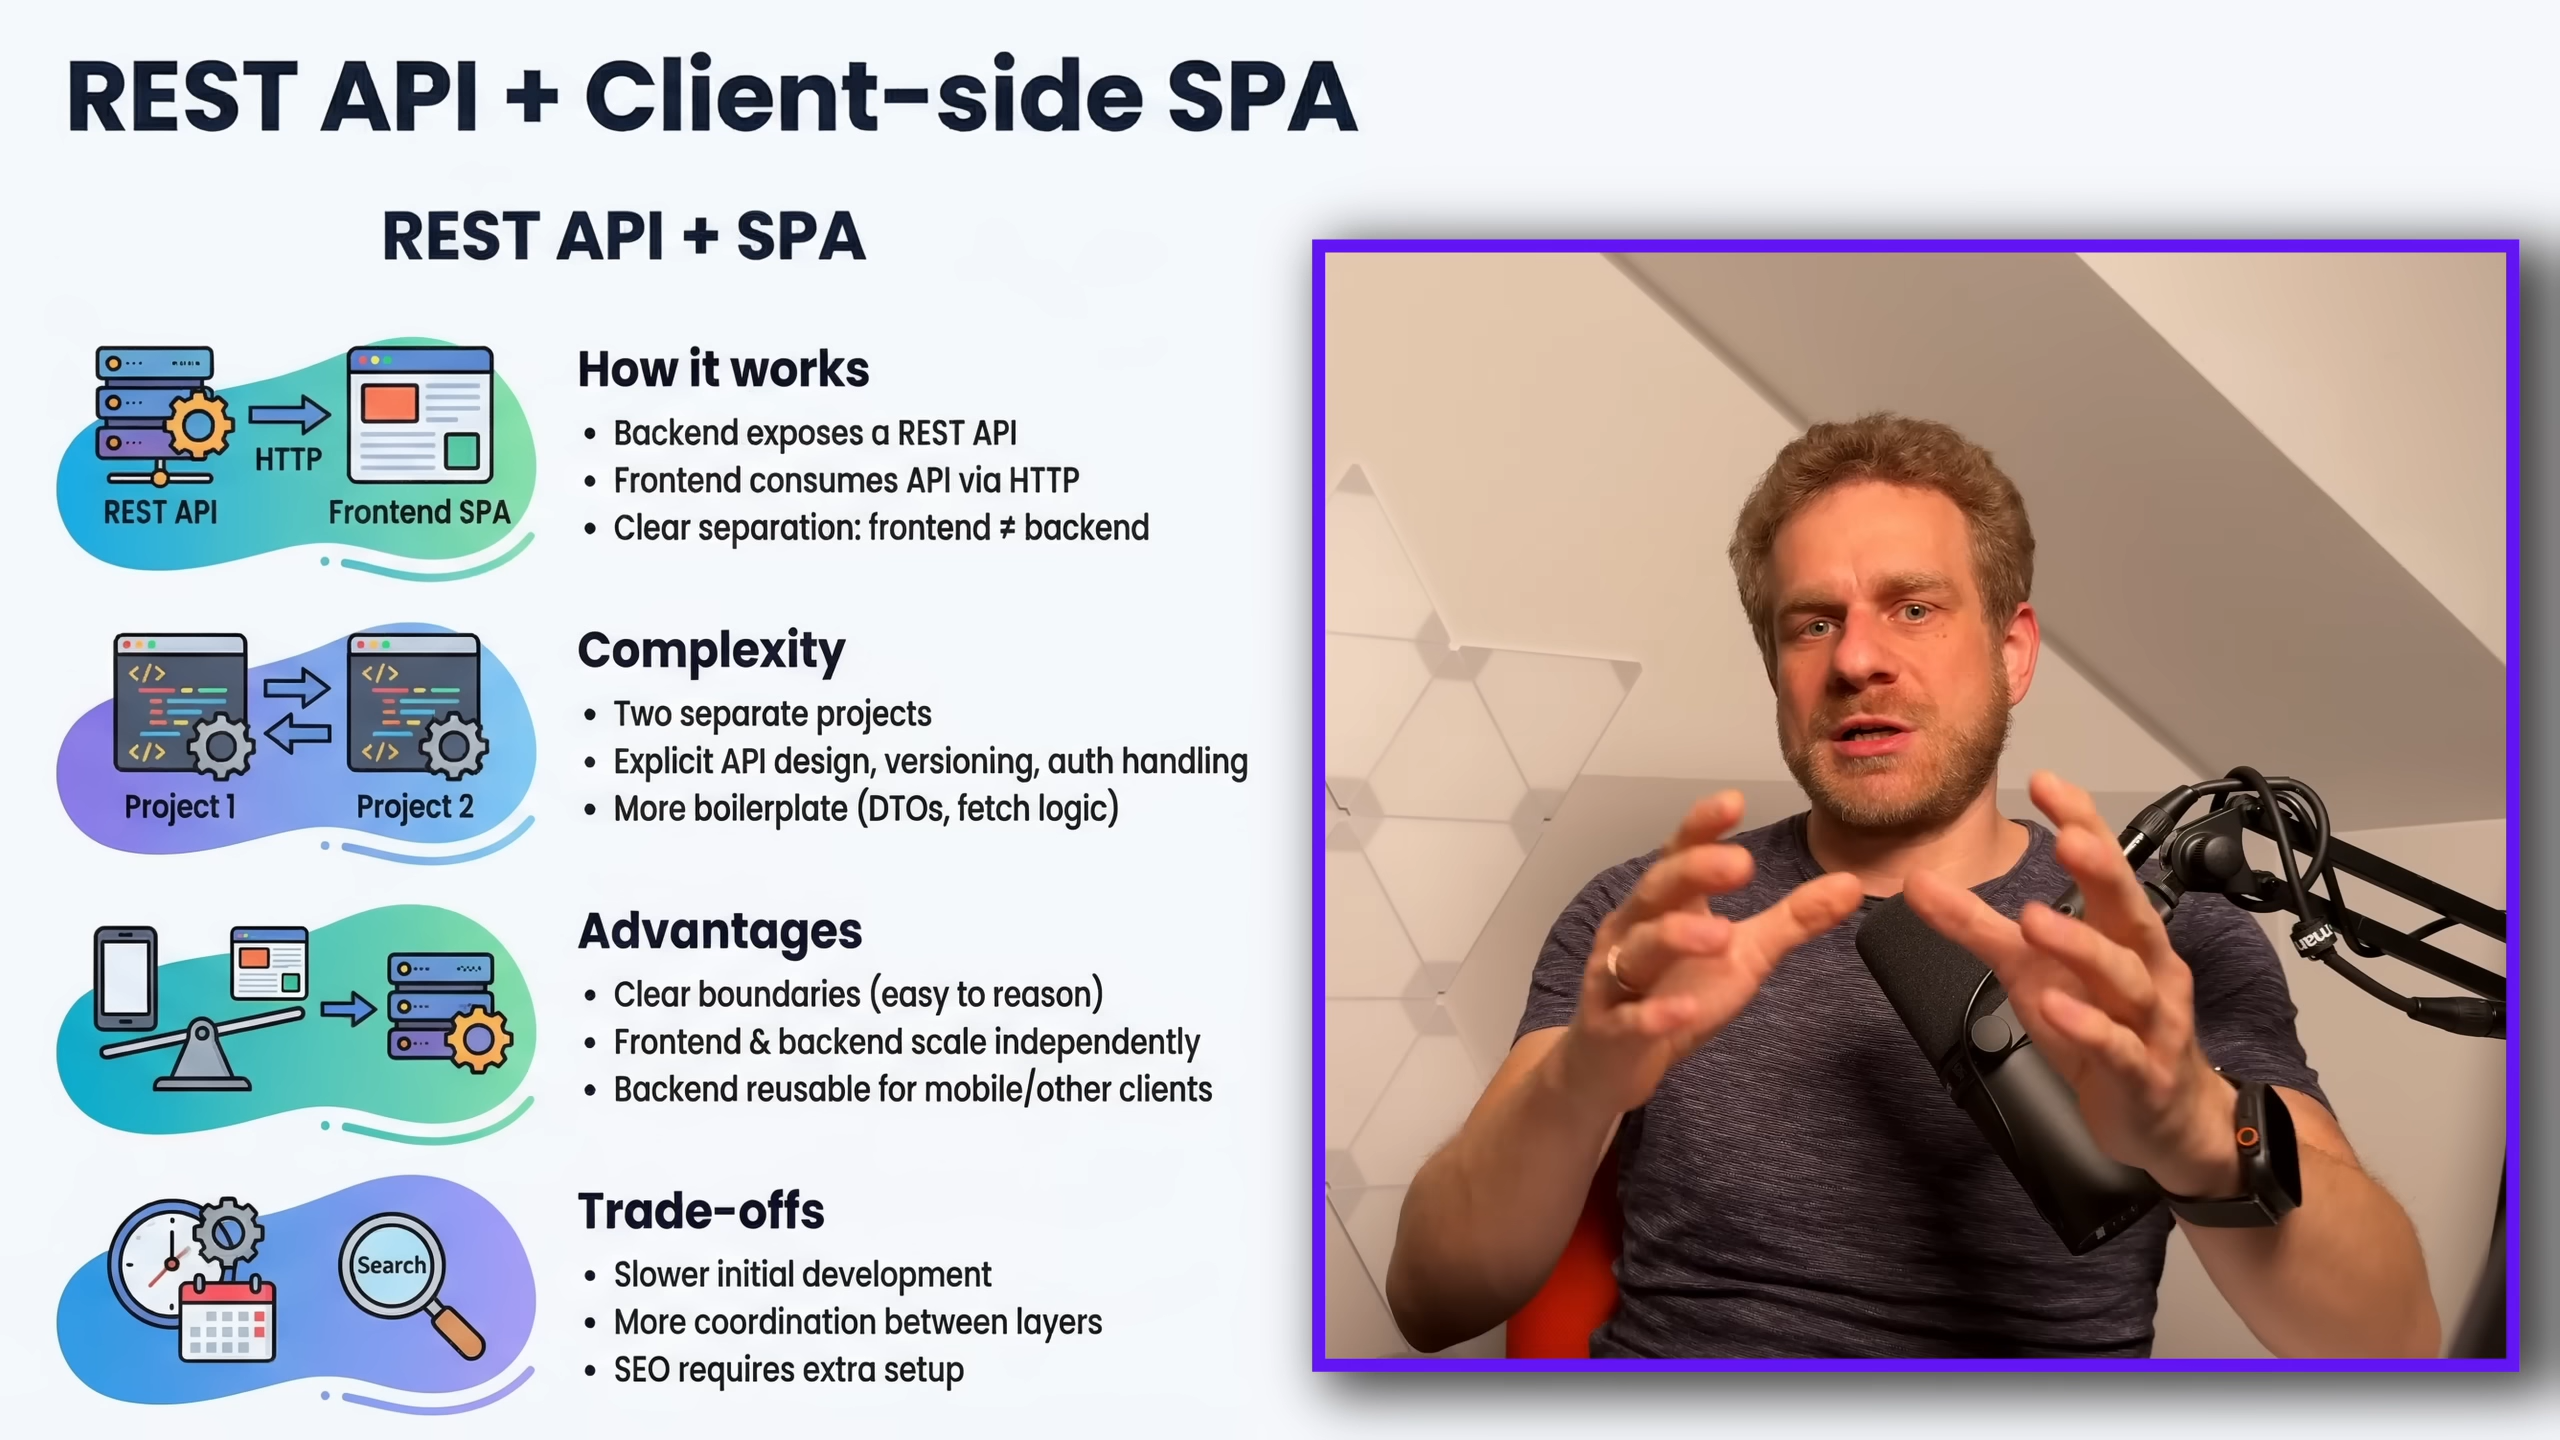 REST API + Client-side SPA
REST API + SPA
HTTP
REST API
Frontend SPA
How it works
• Backend exposes a REST API
• Frontend consumes API via HTTP
• Clear separation: frontend ≠ backend
</>
</>
</>
</>
Project 1
Project 2
Complexity
• Two separate projects
• Explicit API design, versioning, auth handling
• More boilerplate (DTOs, fetch logic)
Advantages
• Clear boundaries (easy to reason)
• Frontend & backend scale independently
• Backend reusable for mobile/other clients
Search
Trade-offs
• Slower initial development
• More coordination between layers
• SEO requires extra setup